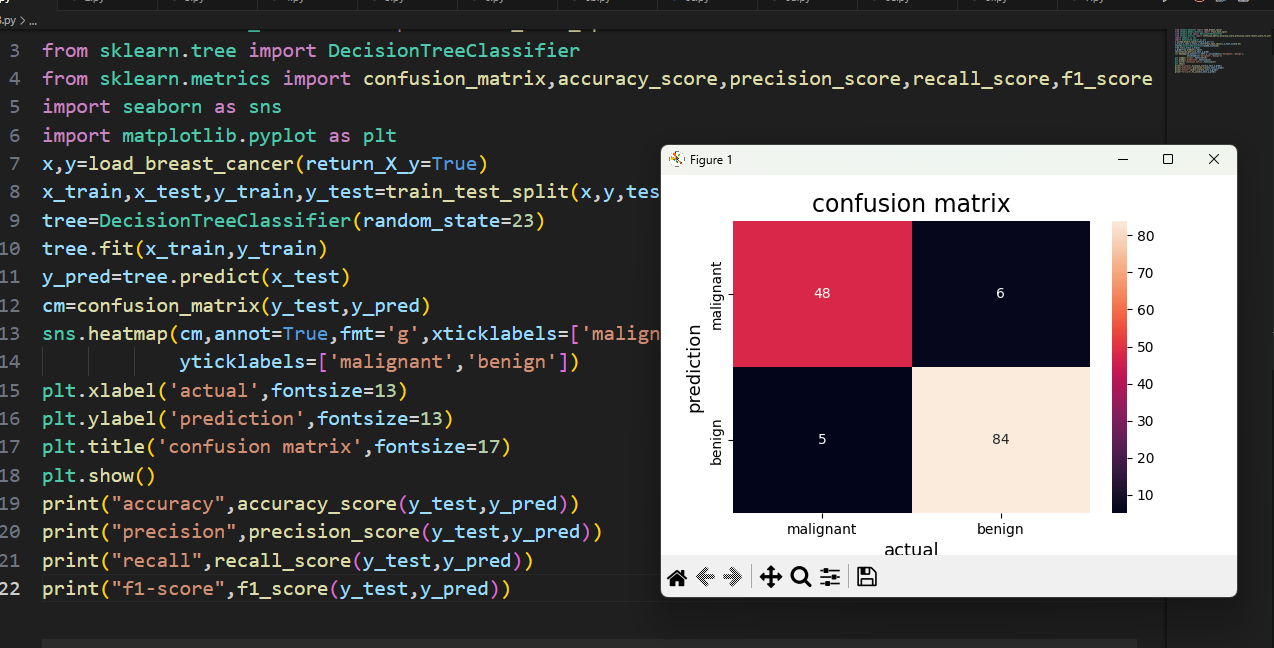 3.py > ...
3 from sklearn.tree import DecisionTreeClassifier
4 from sklearn.metrics import confusion_matrix,accuracy_score,precision_score,recall_score,f1_score
5 import seaborn as sns
6 import matplotlib.pyplot as plt
7 x,y=load_breast_cancer(return_X_y=True)
8 x_train,x_test,y_train,y_test=train_test_split(x,y,tes
9 tree=DecisionTreeClassifier(random_state=23)
10 tree.fit(x_train,y_train)
11 y_pred=tree.predict(x_test)
12 cm=confusion_matrix(y_test,y_pred)
13 sns.heatmap(cm,annot=True,fmt='g',xticklabels=['malign
14 yticklabels=['malignant','benign'])
15 plt.xlabel('actual',fontsize=13)
16 plt.ylabel('prediction',fontsize=13)
17 plt.title('confusion matrix',fontsize=17)
18 plt.show()
19 print("accuracy",accuracy_score(y_test,y_pred))
20 print("precision",precision_score(y_test,y_pred))
21 print("recall",recall_score(y_test,y_pred))
22 print("f1-score",f1_score(y_test,y_pred))
Figure 1
confusion matrix
prediction
malignant
48 6
benign
5 84
malignant benign
actual
80
70
60
50
40
30
20
10